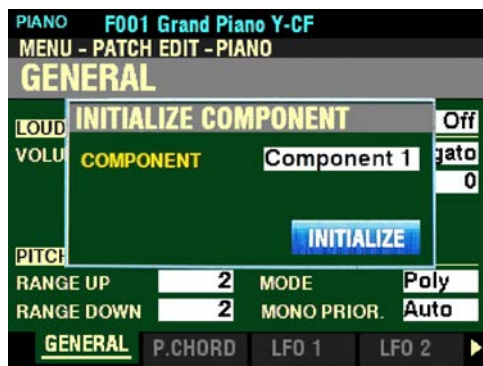 PIANO F001 Grand Piano Y-CF
MENU - PATCH EDIT - PIANO
GENERAL
INITIALIZE COMPONENT
LOUD Off
VOLU gato
COMPONENT Component 1
0
INITIALIZE
PITCH
RANGE UP 2 MODE Poly
RANGE DOWN 2 MONO PRIOR. Auto
GENERAL P.CHORD LFO 1 LFO 2